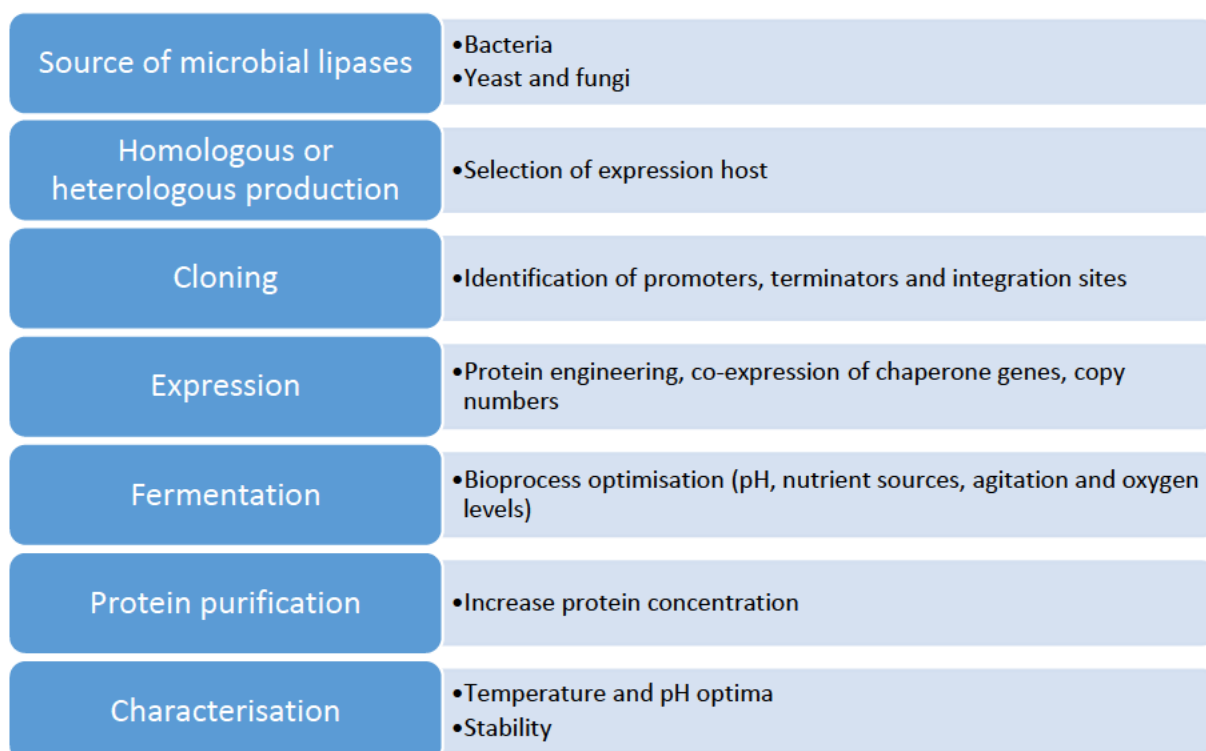 Source of microbial lipases
•Bacteria
•Yeast and fungi
Homologous or
heterologous production
•Selection of expression host
Cloning
•Identification of promoters, terminators and integration sites
Expression
•Protein engineering, co-expression of chaperone genes, copy
numbers
Fermentation
•Bioprocess optimisation (pH, nutrient sources, agitation and oxygen
levels)
Protein purification
•Increase protein concentration
Characterisation
•Temperature and pH optima
•Stability